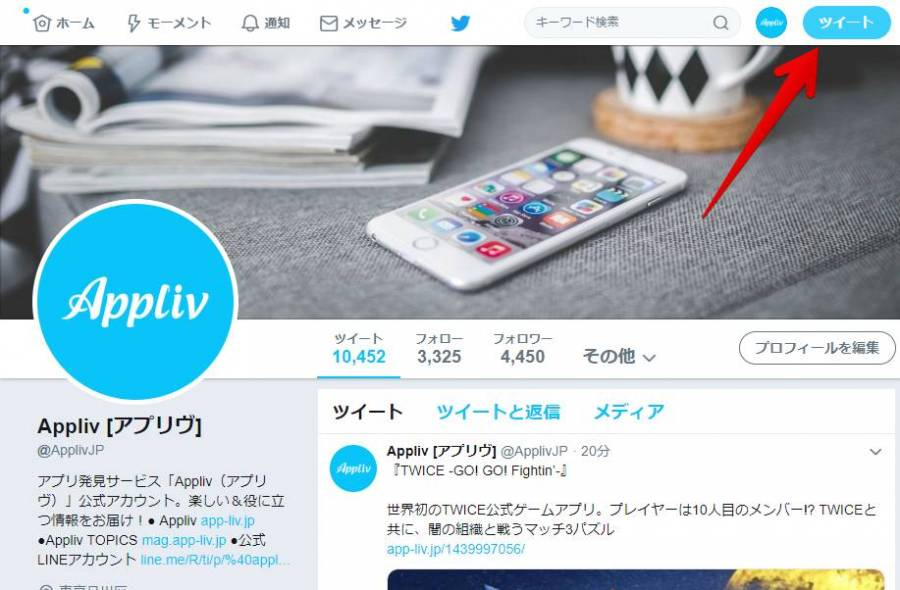 ホーム モーメント 通知 メッセージ キーワード検索 Appliv ツイート
Appliv
ツイート フォロー フォロワー
10,452 3,325 4,450 その他 プロフィールを編集
ツイート ツイートと返信 メディア
Appliv [アプリヴ]
@ApplivJP
アプリ発見サービス「Appliv（アプリ
ヴ）」公式アカウント。楽しい＆役に立
つ情報をお届け！● Appliv app-liv.jp
●Appliv TOPICS mag.app-liv.jp ●公式
LINEアカウント line.me/R/ti/p/%40appl...
Appliv
Appliv [アプリヴ] @ApplivJP · 20分
『TWICE -GO! GO! Fightin'-』
世界初のTWICE公式ゲームアプリ。プレイヤーは10人目のメンバー!? TWICEと
共に、闇の組織と戦うマッチ3パズル
app-liv.jp/1439997056/